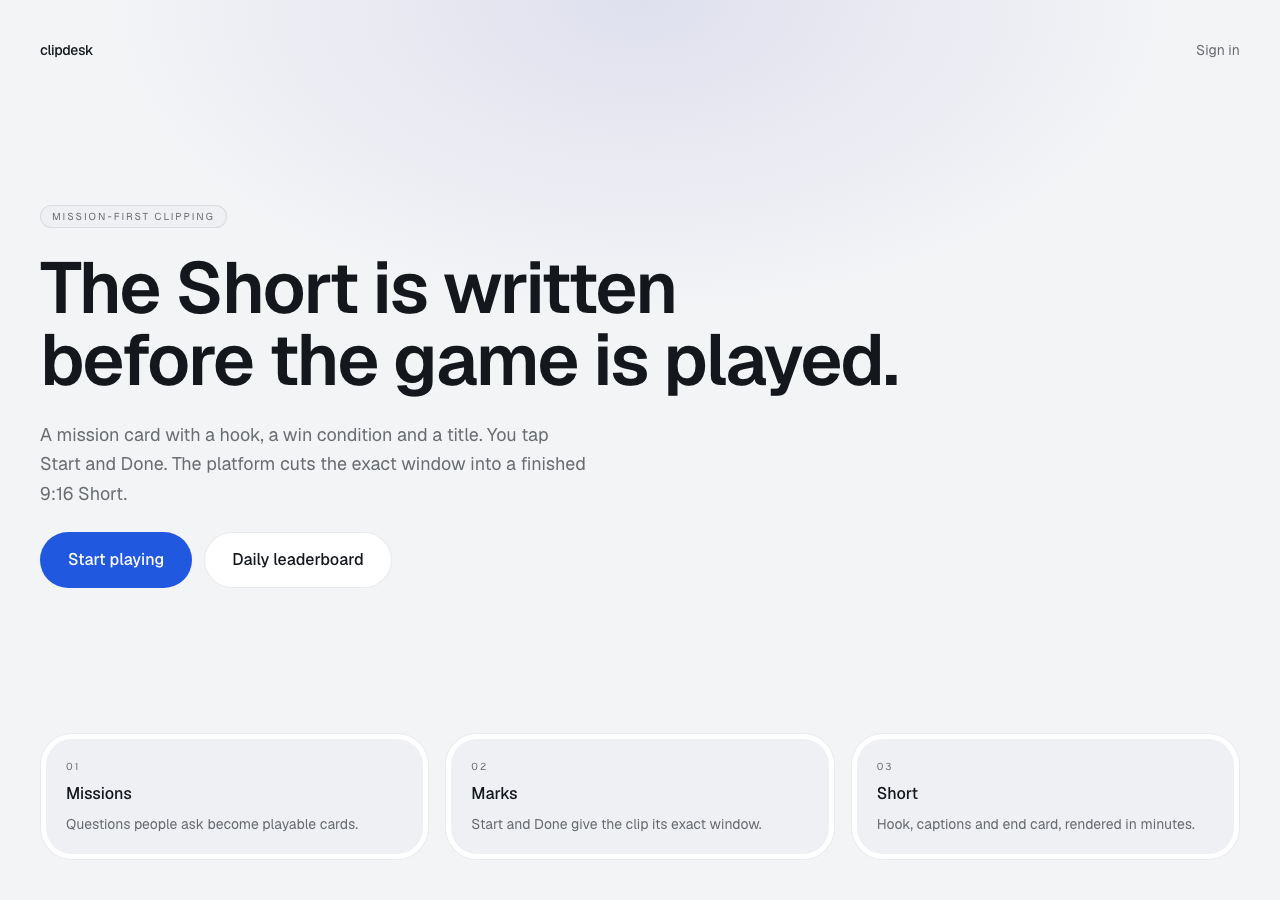 clipdesk
Sign in
MISSION-FIRST CLIPPING
The Short is written
before the game is played.
A mission card with a hook, a win condition and a title. You tap
Start and Done. The platform cuts the exact window into a finished
9:16 Short.
Start playing
Daily leaderboard
01
Missions
Questions people ask become playable cards.
02
Marks
Start and Done give the clip its exact window.
03
Short
Hook, captions and end card, rendered in minutes.